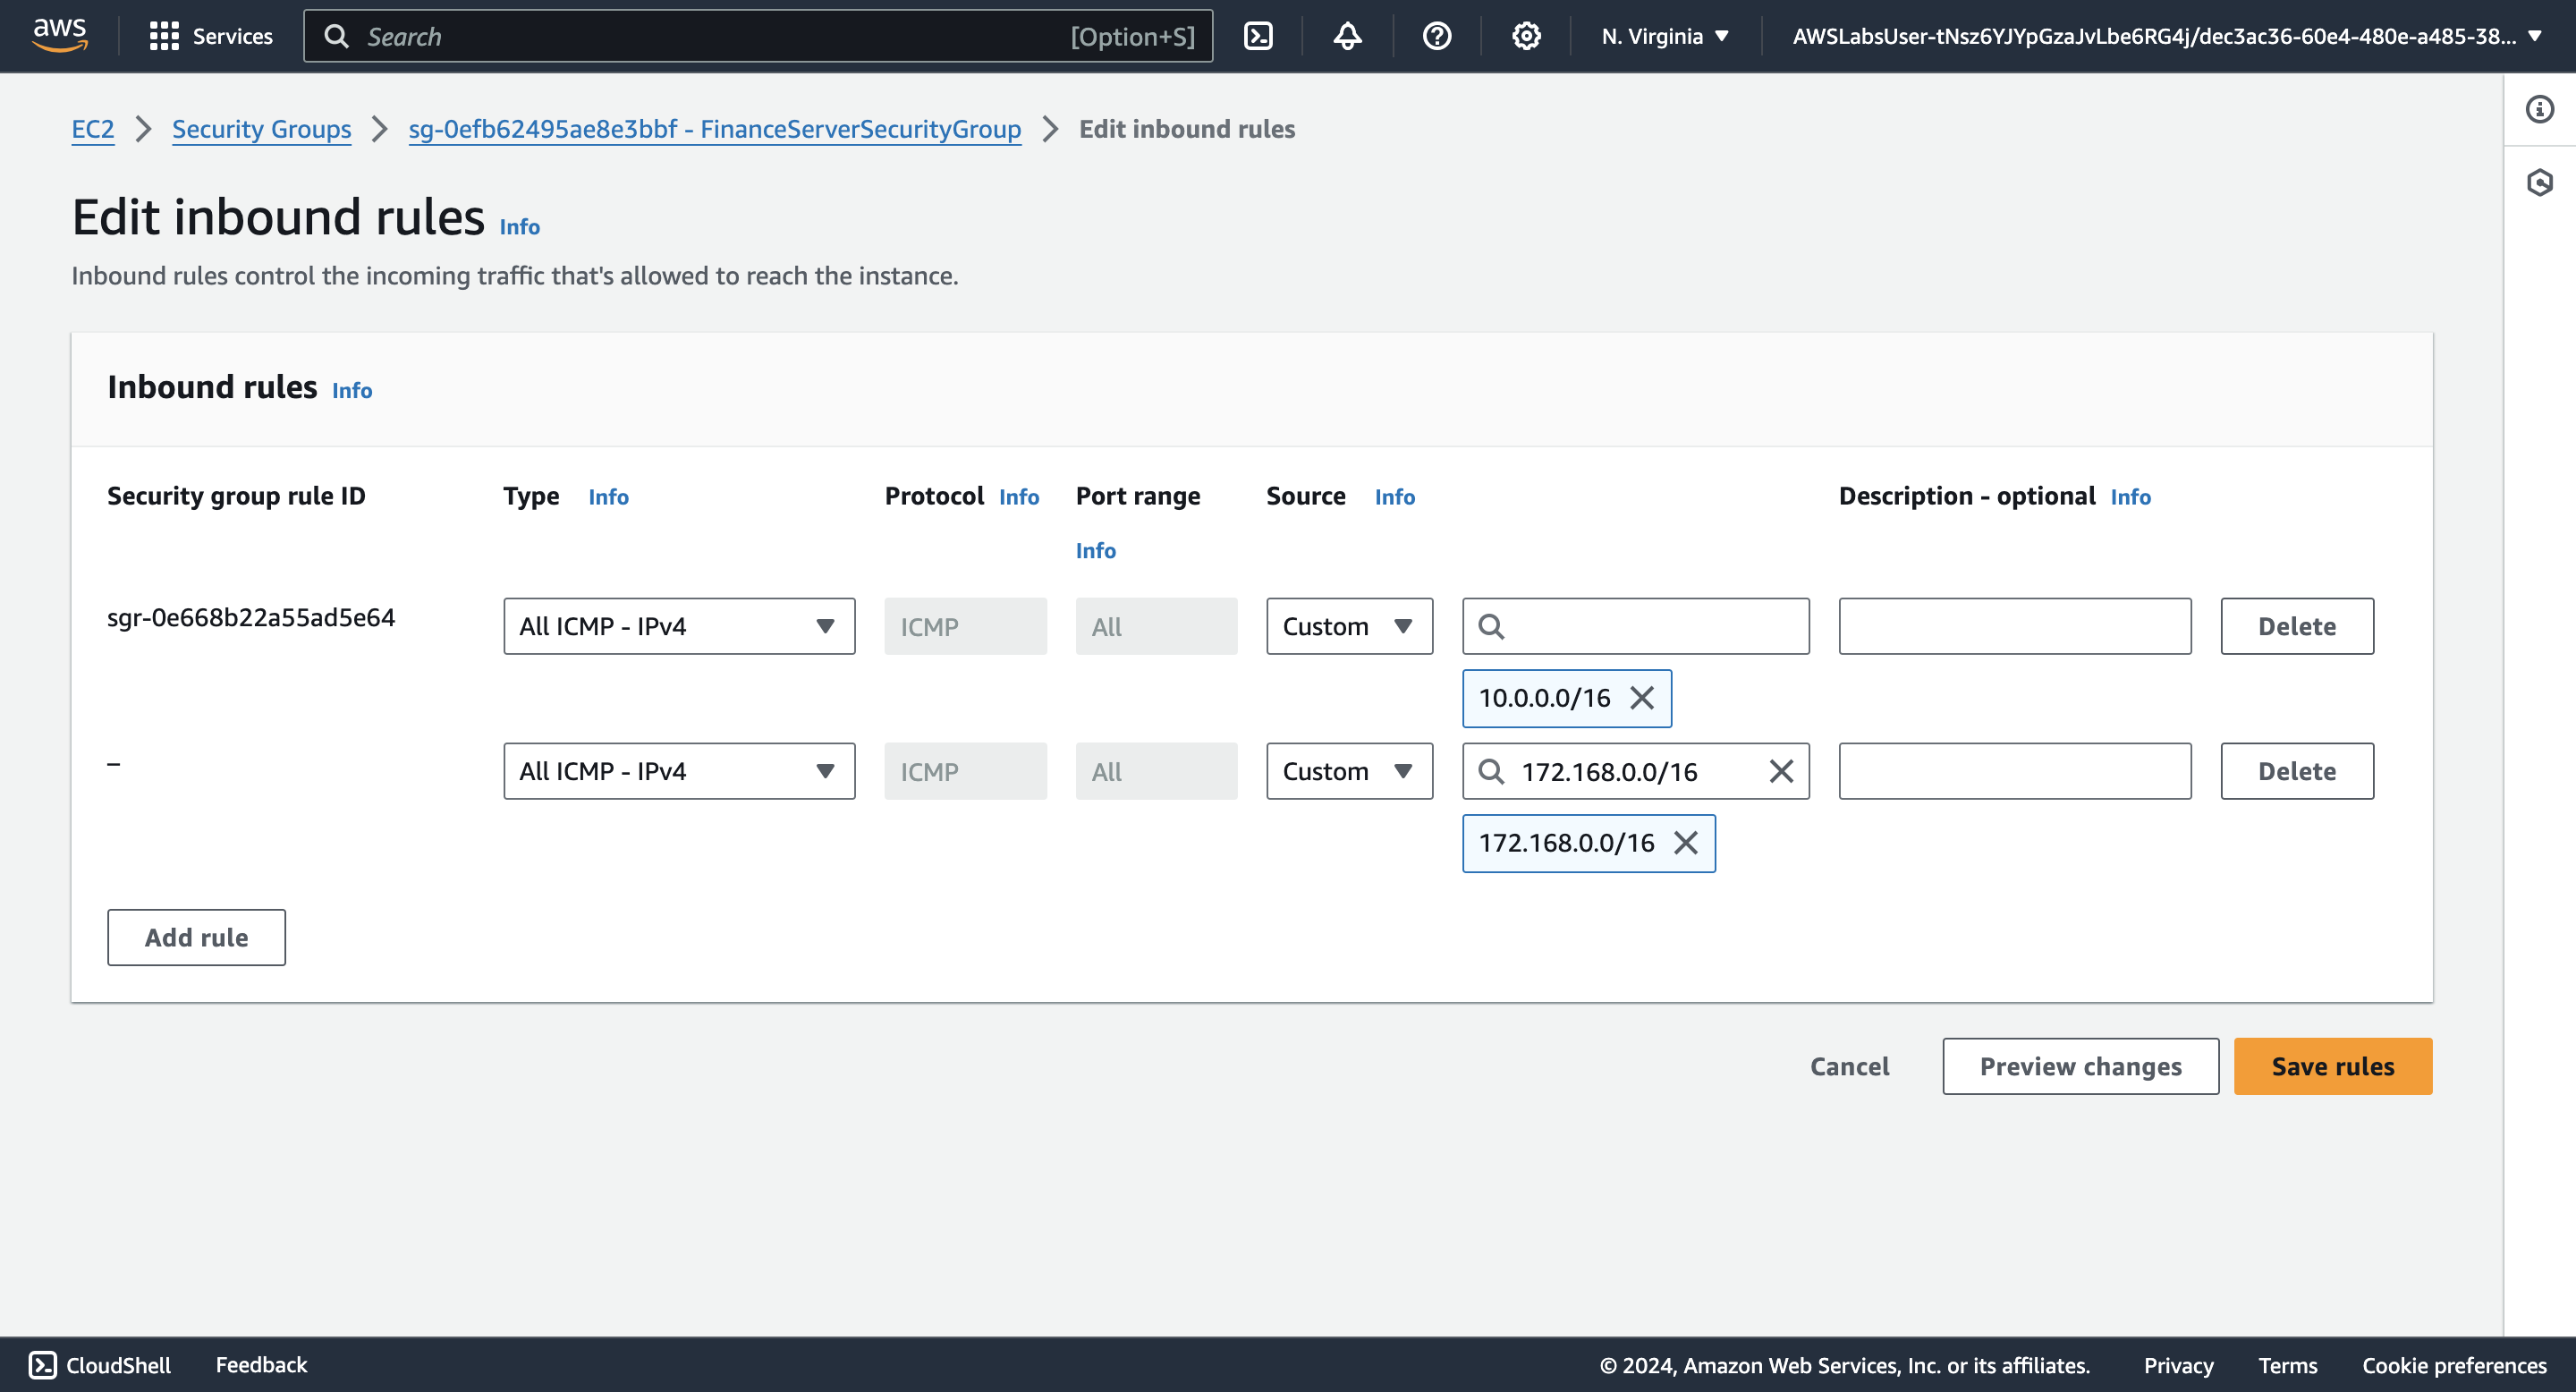 aws
Services
Search [Option+S]
N. Virginia
AWSLabsUser-tNsz6YJYpGzaJvLbe6RG4j/dec3ac36-60e4-480e-a485-38...
EC2 Security Groups sg-0efb62495ae8e3bbf - FinanceServerSecurityGroup Edit inbound rules
Edit inbound rules Info
Inbound rules control the incoming traffic that's allowed to reach the instance.
Inbound rules Info
Security group rule ID Type Info Protocol Info Port range Source Info Description - optional Info
Info
sgr-0e668b22a55ad5e64 All ICMP - IPv4 ICMP All Custom Delete
10.0.0.0/16
– All ICMP - IPv4 ICMP All Custom 172.168.0.0/16 Delete
172.168.0.0/16
Add rule
Cancel Preview changes Save rules
CloudShell Feedback © 2024, Amazon Web Services, Inc. or its affiliates. Privacy Terms Cookie preferences